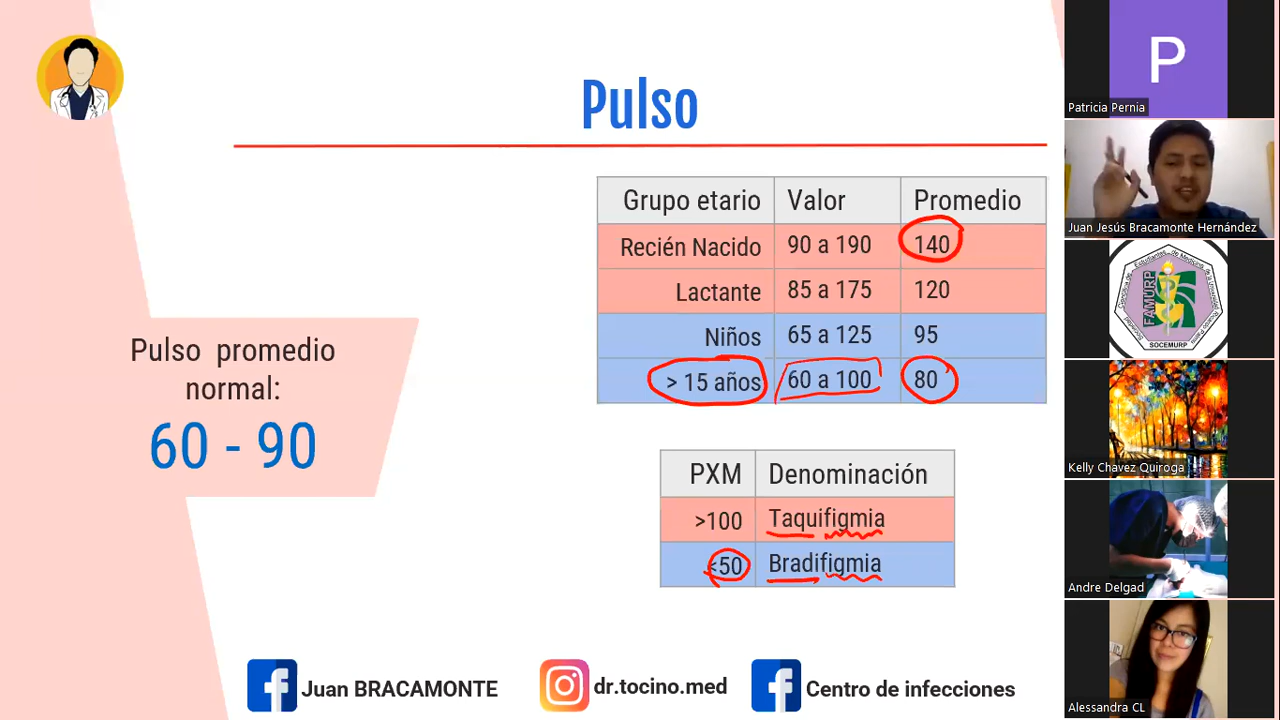 Pulso
Pulso promedio
normal:
60 - 90
Grupo etario Valor Promedio
Recién Nacido 90 a 190 140
Lactante 85 a 175 120
Niños 65 a 125 95
> 15 años 60 a 100 80
PXM Denominación
>100 Taquifigmia
<50 Bradifigmia
Juan BRACAMONTE
dr.tocino.med
Centro de infecciones
P
Patricia Pernia
Juan Jesús Bracamonte Hernández
FAMURP
SOCEMURP
Kelly Chavez Quiroga
Andre Delgad
Alessandra CL